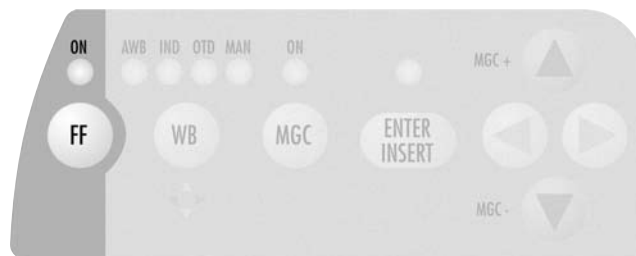 ON AWB IND OTD MAN ON MGC +
FF WB MGC ENTER
INSERT
MGC -